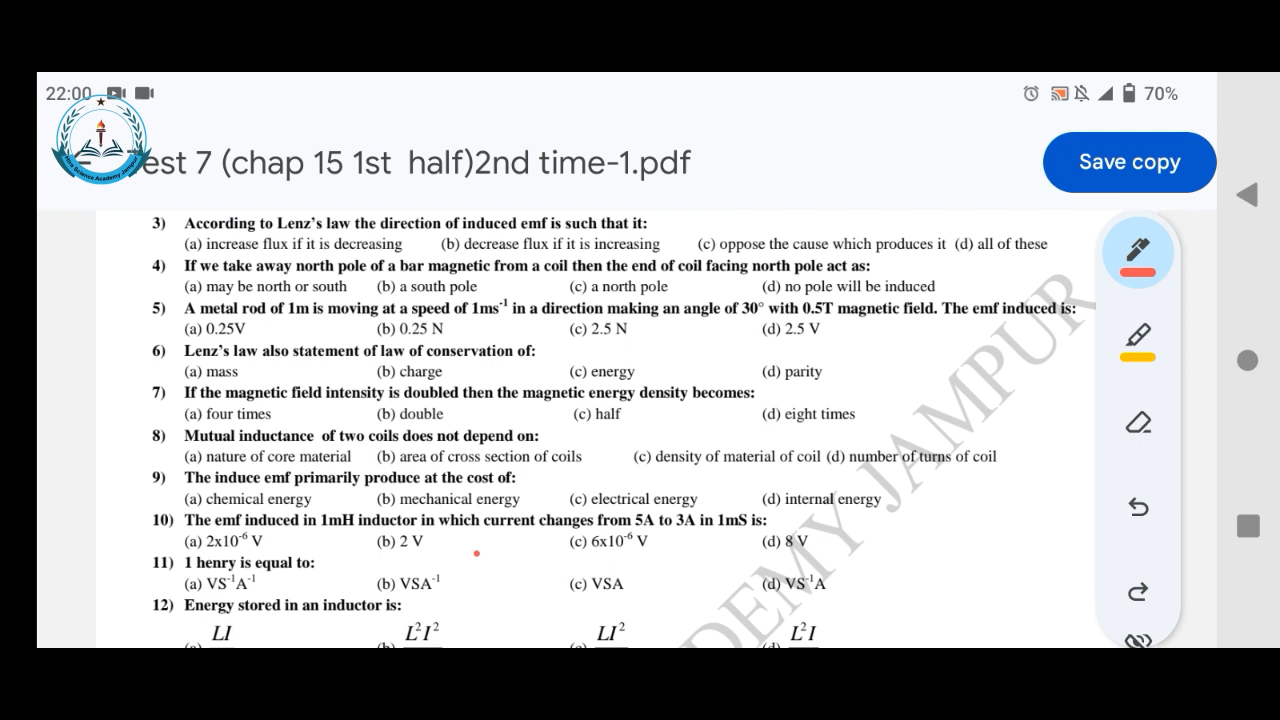 22:00
70%
est 7 (chap 15 1st half)2nd time-1.pdf
Save copy
3) According to Lenz's law the direction of induced emf is such that it:
(a) increase flux if it is decreasing (b) decrease flux if it is increasing (c) oppose the cause which produces it (d) all of these
4) If we take away north pole of a bar magnetic from a coil then the end of coil facing north pole act as:
(a) may be north or south (b) a south pole (c) a north pole (d) no pole will be induced
5) A metal rod of 1m is moving at a speed of 1ms⁻¹ in a direction making an angle of 30° with 0.5T magnetic field. The emf induced is:
(a) 0.25V (b) 0.25 N (c) 2.5 N (d) 2.5 V
6) Lenz's law also statement of law of conservation of:
(a) mass (b) charge (c) energy (d) parity
7) If the magnetic field intensity is doubled then the magnetic energy density becomes:
(a) four times (b) double (c) half (d) eight times
8) Mutual inductance of two coils does not depend on:
(a) nature of core material (b) area of cross section of coils (c) density of material of coil (d) number of turns of coil
9) The induce emf primarily produce at the cost of:
(a) chemical energy (b) mechanical energy (c) electrical energy (d) internal energy
10) The emf induced in 1mH inductor in which current changes from 5A to 3A in 1mS is:
(a) 2x10⁻⁶ V (b) 2 V (c) 6x10⁻⁶ V (d) 8 V
11) 1 henry is equal to:
(a) VS⁻¹A⁻¹ (b) VSA⁻¹ (c) VSA (d) VS⁻¹A
12) Energy stored in an inductor is:
(a) LI (b) L²I² (c) LI² (d) L²I
DEMY JAMPUR